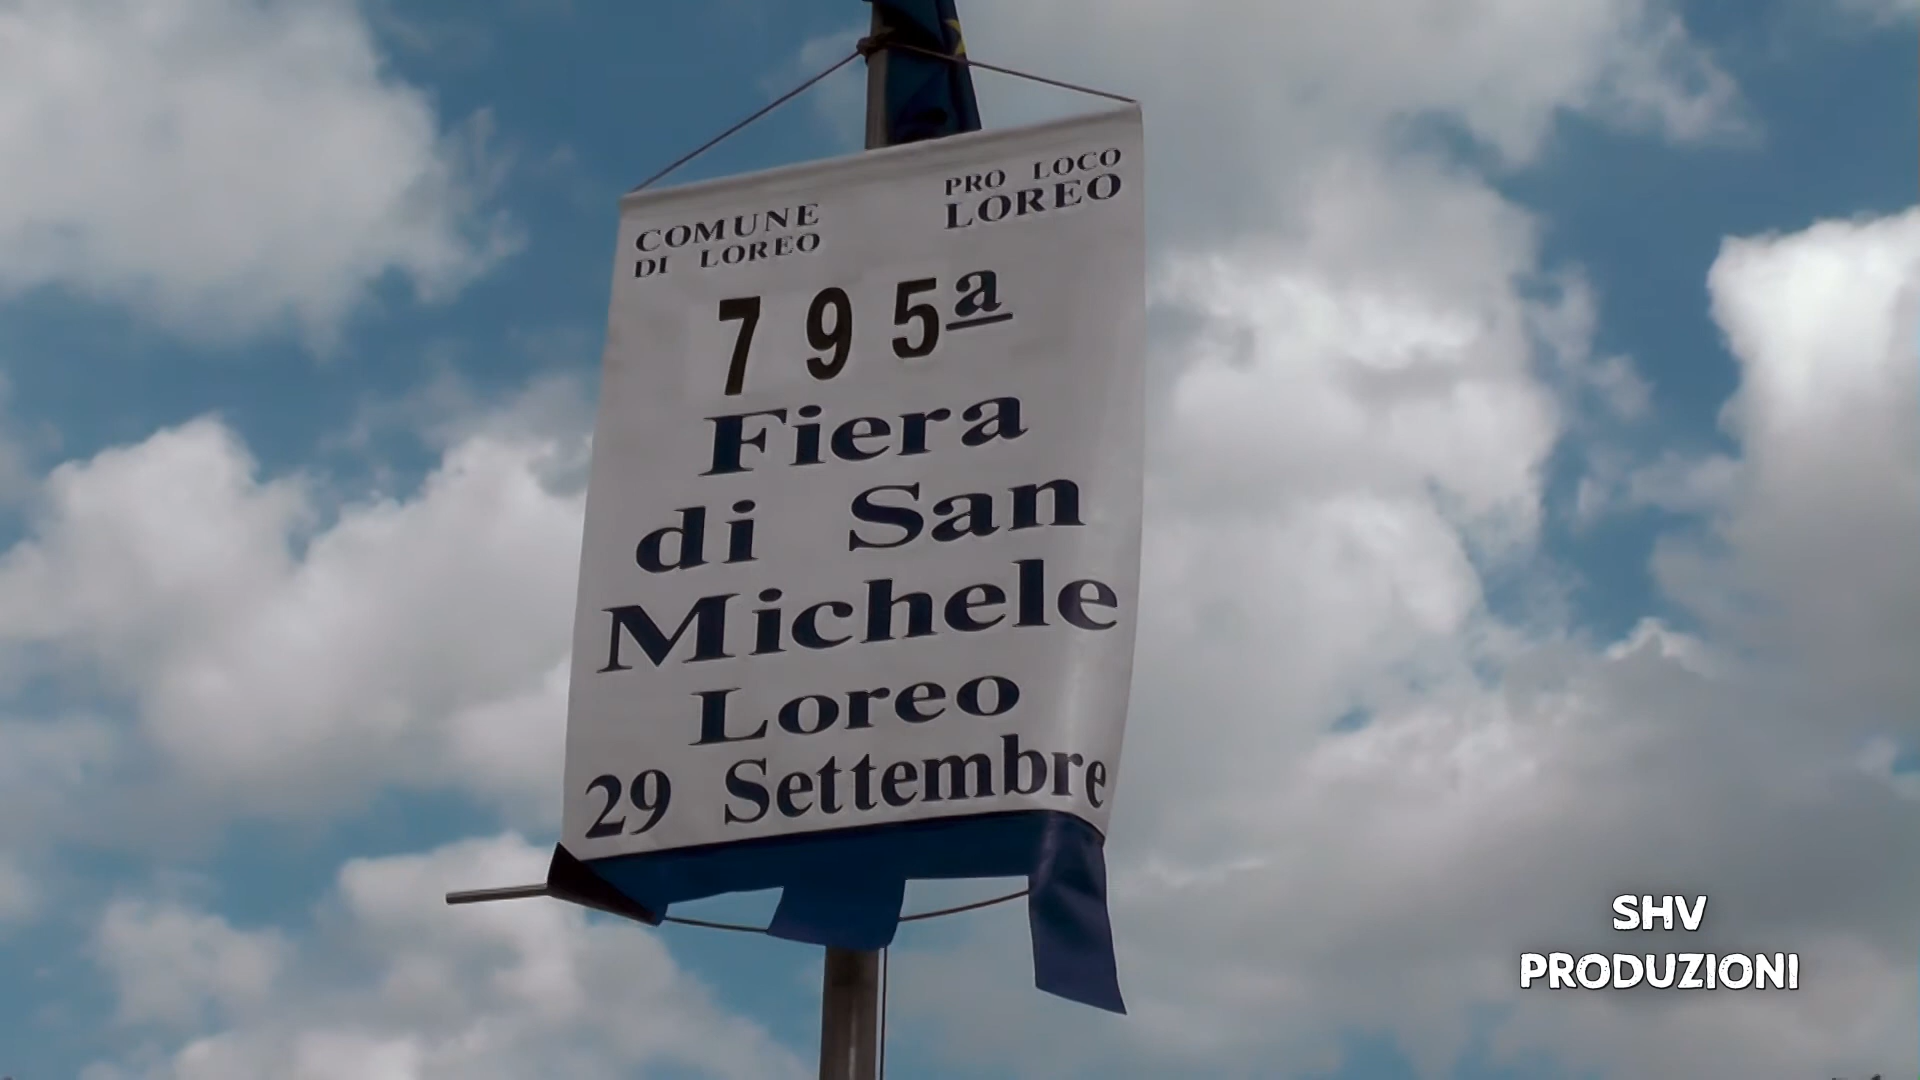 COMUNE
DI LOREO
PRO LOCO
LOREO
795ª
Fiera
di San
Michele
Loreo
29 Settembre
SHV
PRODUZIONI